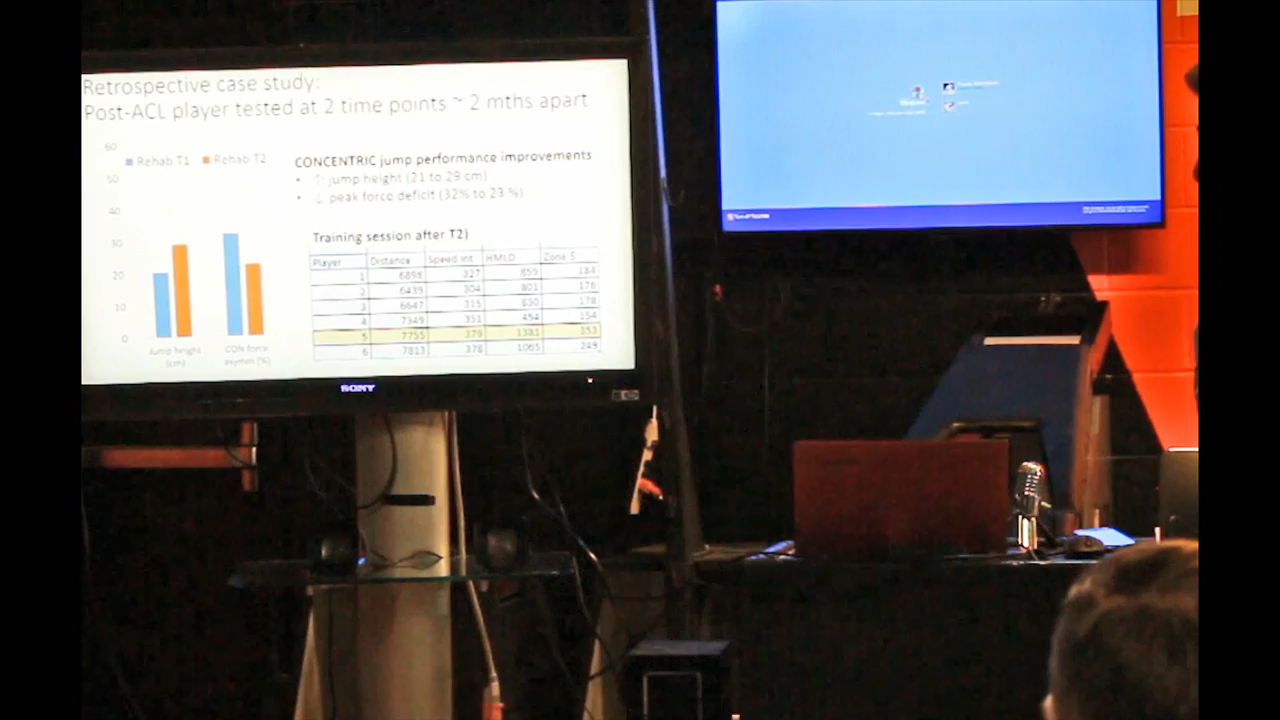 Retrospective case study:
Post-ACL player tested at 2 time points ~ 2 mths apart
60
Rehab T1 Rehab T2
50
40
30
20
10
0
Jump height
(cm)
CON force
asymm (%)
CONCENTRIC jump performance improvements
• ↑ jump height (21 to 29 cm)
• ↓ peak force deficit (32% to 23 %)
Training session after T2)
Player Distance Speed Int HMLD Zone 5
1 6898 327 859 184
2 6439 304 801 176
3 6647 315 830 178
4 7349 351 454 154
5 7755 379 1381 353
6 7813 378 1065 249
SONY